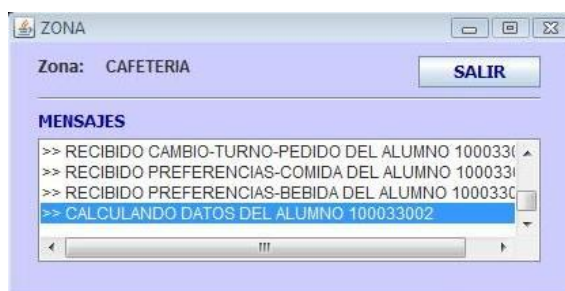 ZONA
Zona: CAFETERIA
SALIR
MENSAJES
>> RECIBIDO CAMBIO-TURNO-PEDIDO DEL ALUMNO
>> RECIBIDO PREFERENCIAS-COMIDA DEL ALUMNO
>> RECIBIDO PREFERENCIAS-BEBIDA DEL ALUMNO
>> CALCULANDO DATOS DEL ALUMNO 100033002